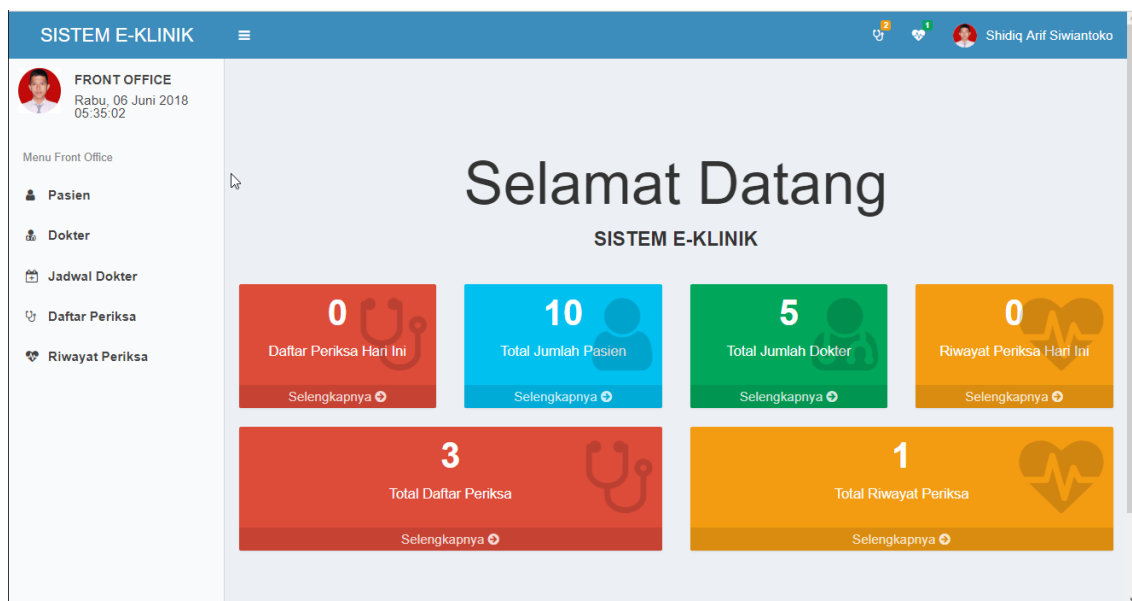 SISTEM E-KLINIK
2
1
Shidiq Arif Siwiantoko
FRONT OFFICE
Rabu, 06 Juni 2018
05:35:02
Menu Front Office
Pasien
Dokter
Jadwal Dokter
Daftar Periksa
Riwayat Periksa
Selamat Datang
SISTEM E-KLINIK
0
Daftar Periksa Hari Ini
Selengkapnya
10
Total Jumlah Pasien
Selengkapnya
5
Total Jumlah Dokter
Selengkapnya
0
Riwayat Periksa Hari Ini
Selengkapnya
3
Total Daftar Periksa
Selengkapnya
1
Total Riwayat Periksa
Selengkapnya